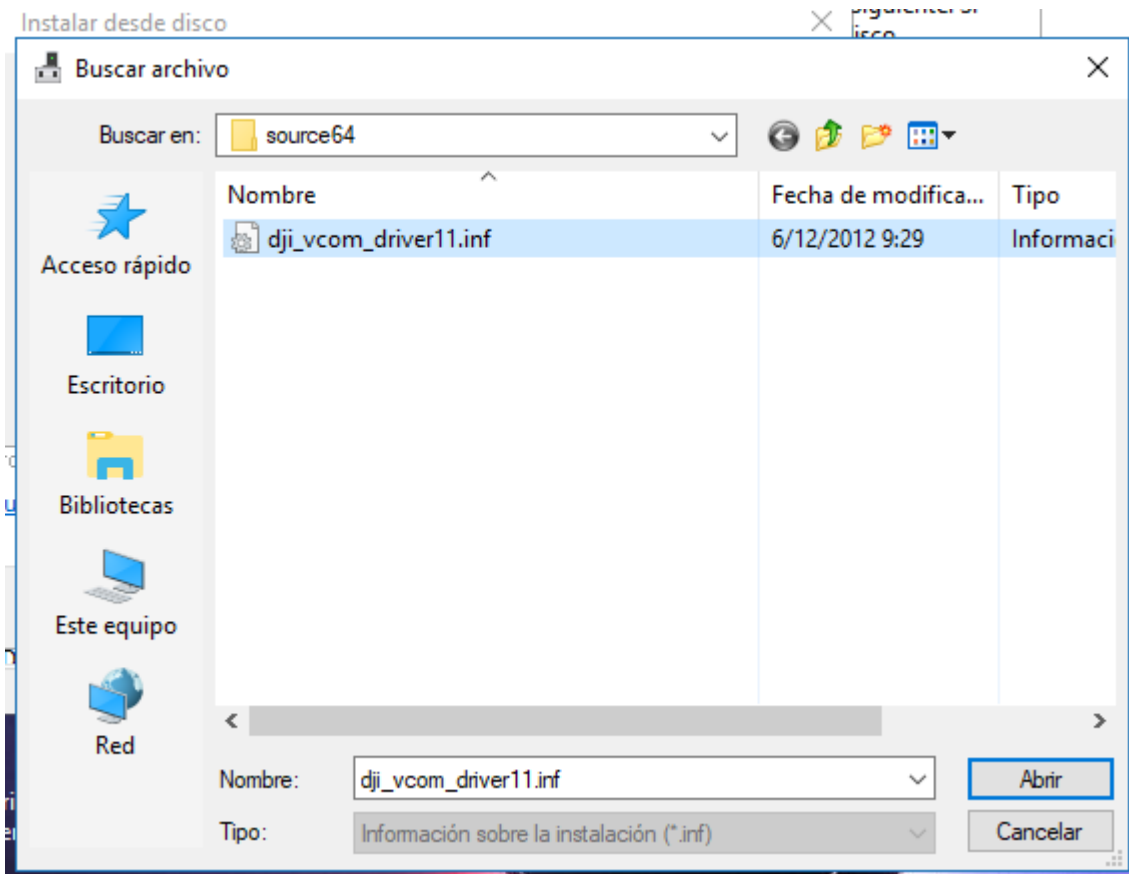 Instalar desde disco
Buscar archivo
Buscar en: source64
Nombre Fecha de modifica... Tipo
dji_vcom_driver11.inf 6/12/2012 9:29 Informaci
Acceso rápido
Escritorio
Bibliotecas
Este equipo
Red
Nombre: dji_vcom_driver11.inf Abrir
Tipo: Información sobre la instalación (*.inf) Cancelar